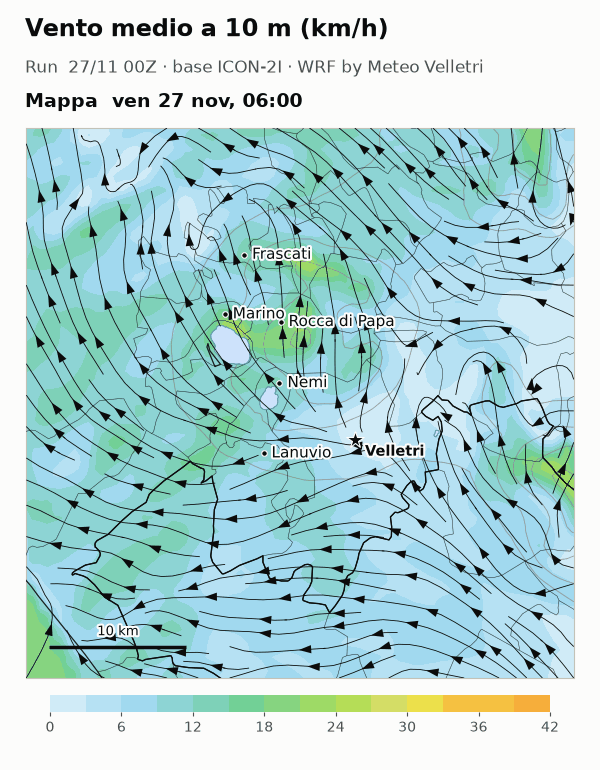 Vento medio a 10 m (km/h)
Run  27/11 00Z · base ICON-2I · WRF by Meteo Velletri
Mappa  ven 27 nov, 06:00
Frascati
Marino
Rocca di Papa
Nemi
Velletri
Lanuvio
10 km
0 6 12 18 24 30 36 42